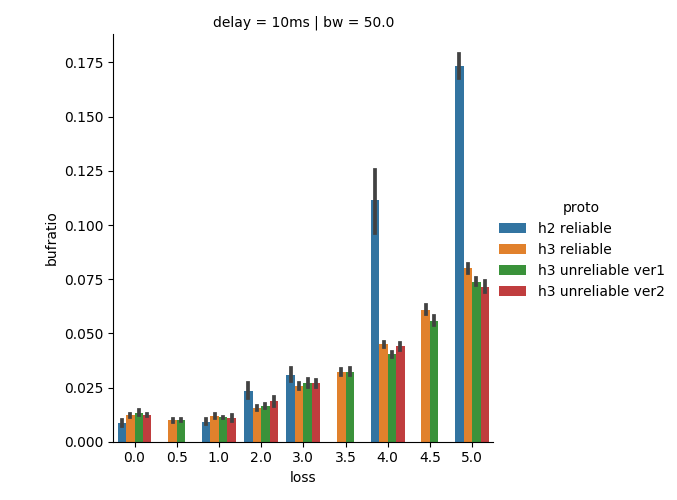 delay = 10ms | bw = 50.0
bufratio
0.175
0.150
0.125
0.100
0.075
0.050
0.025
0.000
0.0 0.5 1.0 2.0 3.0 3.5 4.0 4.5 5.0
loss
proto
h2 reliable
h3 reliable
h3 unreliable ver1
h3 unreliable ver2